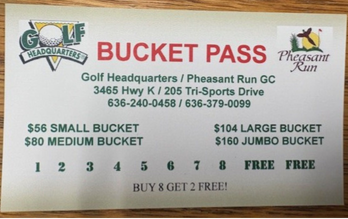 GOLF
HEADQUARTERS
BUCKET PASS
Pheasant
Run
Golf Headquarters / Pheasant Run GC
3465 Hwy K / 205 Tri-Sports Drive
636-240-0458 / 636-379-0099
$56 SMALL BUCKET
$104 LARGE BUCKET
$80 MEDIUM BUCKET
$160 JUMBO BUCKET
1 2 3 4 5 6 7 8 FREE FREE
BUY 8 GET 2 FREE!